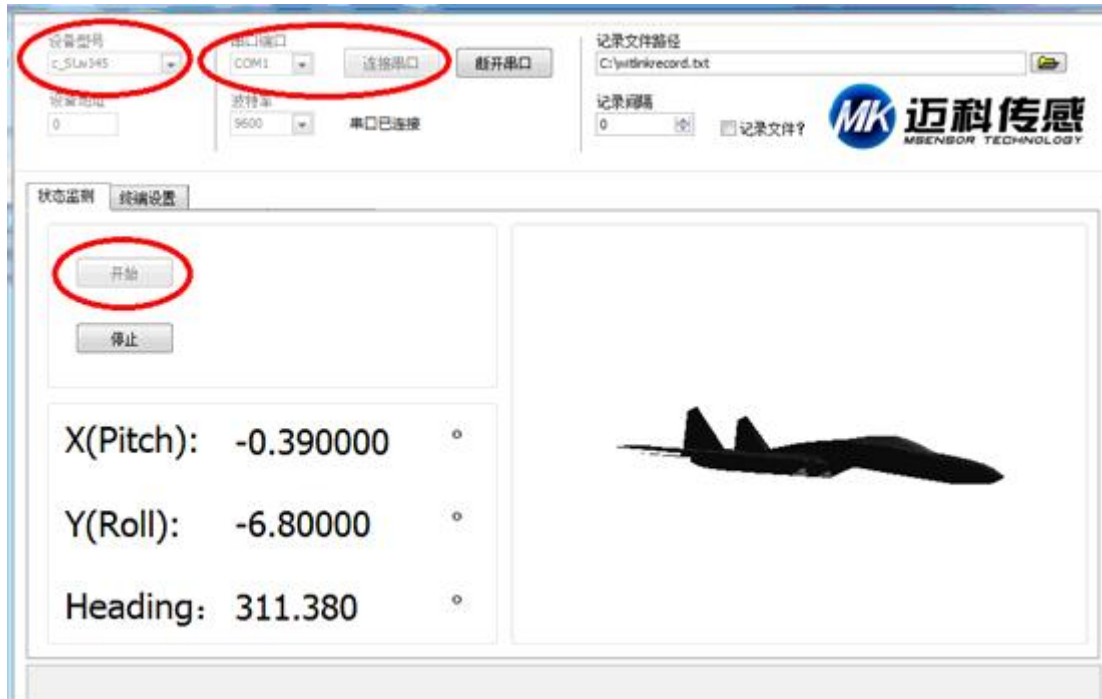 设备型号
串口端口
COM1
连接串口
断开串口
设备地址
0
波特率
9600
串口已连接
记录文件路径
C:\witlinkrecord.txt
记录间隔
0
记录文件?
MK 迈科传感
MSENSOR TECHNOLOGY
状态监测
终端设置
开始
停止
X(Pitch): -0.390000 °
Y(Roll): -6.80000 °
Heading: 311.380 °